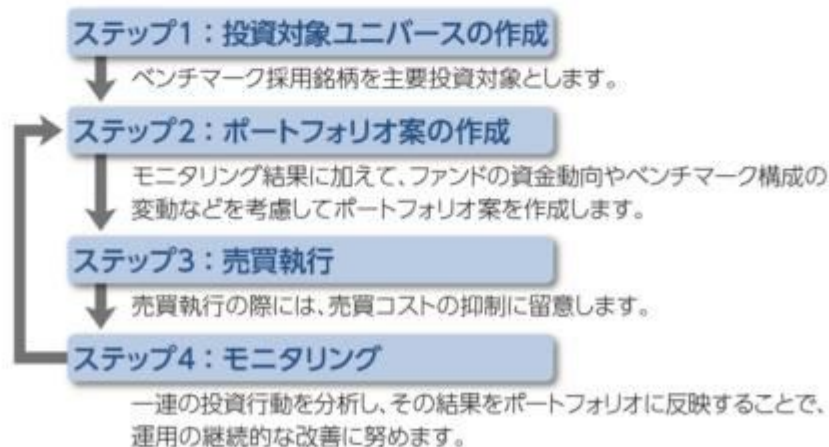 ステップ1：投資対象ユニバースの作成
ベンチマーク採用銘柄を主要投資対象とします。
ステップ2：ポートフォリオ案の作成
モニタリング結果に加えて、ファンドの資金動向やベンチマーク構成の
変動などを考慮してポートフォリオ案を作成します。
ステップ3：売買執行
売買執行の際には、売買コストの抑制に留意します。
ステップ4：モニタリング
一連の投資行動を分析し、その結果をポートフォリオに反映することで、
運用の継続的な改善に努めます。